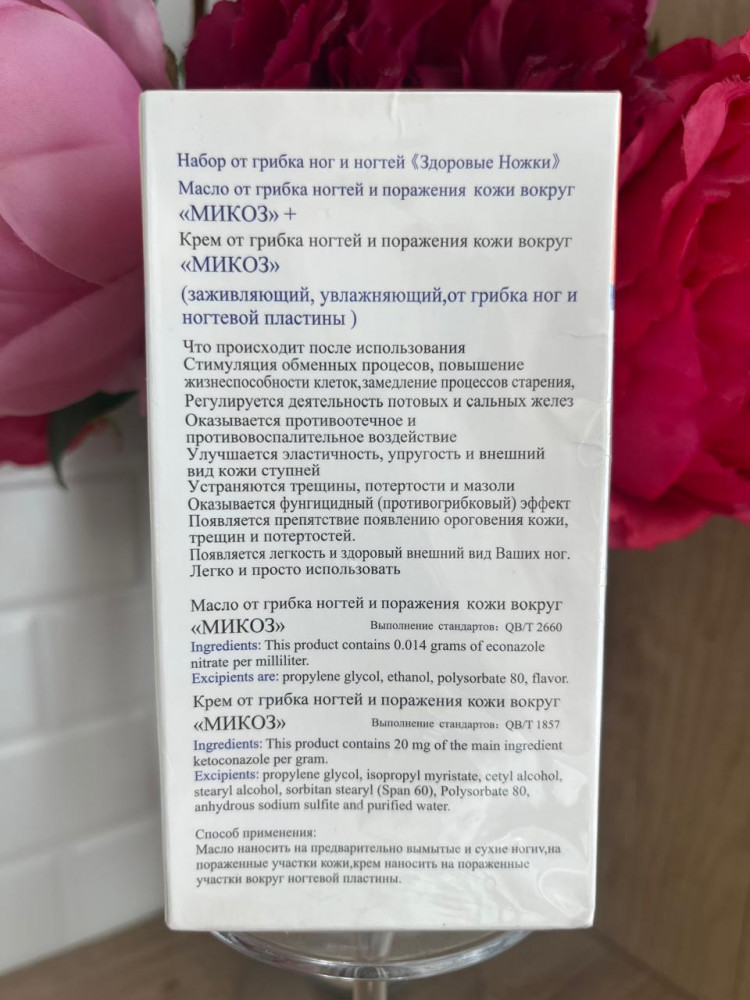 Набор от грибка ног и ногтей 《Здоровые Ножки》
Масло от грибка ногтей и поражения кожи вокруг
«МИКОЗ» +
Крем от грибка ногтей и поражения кожи вокруг
«МИКОЗ»
(заживляющий, увлажняющий,от грибка ног и
ногтевой пластины )
Что происходит после использования
Стимуляция обменных процесов, повышение
жизнеспособности клеток,замедление процессов старения,
Регулируется деятельность потовых и сальных желез
Оказывается противоотечное и
противовоспалительное воздействие
Улучшается эластичность, упругость и внешний
вид кожи ступней
Устраняются трещины, потертости и мазоли
Оказывается фунгицидный (противогрибковый) эффект
Появляется препятствие появлению ороговения кожи,
трещин и потертостей.
Появляется легкость и здоровый внешний вид Ваших ног.
Легко и просто использовать
Масло от грибка ногтей и поражения кожи вокруг
«МИКОЗ» Выполнение стандартов: QB/T 2660
Ingredients: This product contains 0.014 grams of econazole
nitrate per milliliter.
Excipients are: propylene glycol, ethanol, polysorbate 80, flavor.
Крем от грибка ногтей и поражения кожи вокруг
«МИКОЗ» Выполнение стандартов: QB/T 1857
Ingredients: This product contains 20 mg of the main ingredient
ketoconazole per gram.
Excipients: propylene glycol, isopropyl myristate, cetyl alcohol,
stearyl alcohol, sorbitan stearyl (Span 60), Polysorbate 80,
anhydrous sodium sulfite and purified water.
Способ применения:
Масло наносить на предварительно вымытые и сухие ногиv,на
пораженные участки кожи,крем наносить на пораженные
участки вокруг ногтевой пластины.